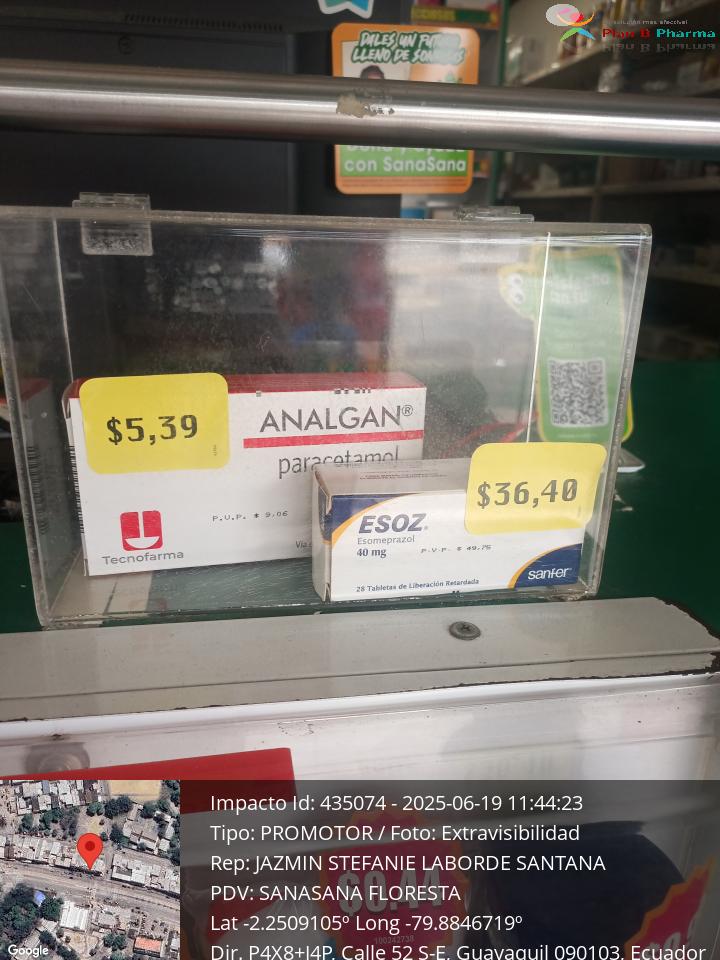 Plan B Pharma
DILES UN FUTURO
LLENO DE SONRISAS
con SanaSana
$5,39
ANALGAN®
paracetamol
P.V.P. $ 9.06
Tecnofarma
$36,40
ESOZ®
Esomeprazol
40 mg
P.V.P. $ 49.75
28 Tabletas de Liberación Retardada
sanfer
Impacto Id: 435074 - 2025-06-19 11:44:23
Tipo: PROMOTOR / Foto: Extravisibilidad
Rep: JAZMIN STEFANIE LABORDE SANTANA
PDV: SANASANA FLORESTA
Lat -2.2509105º Long -79.8846719º
Dir. P4X8+J4P, Calle 52 S-E, Guayaquil 090103, Ecuador
Google